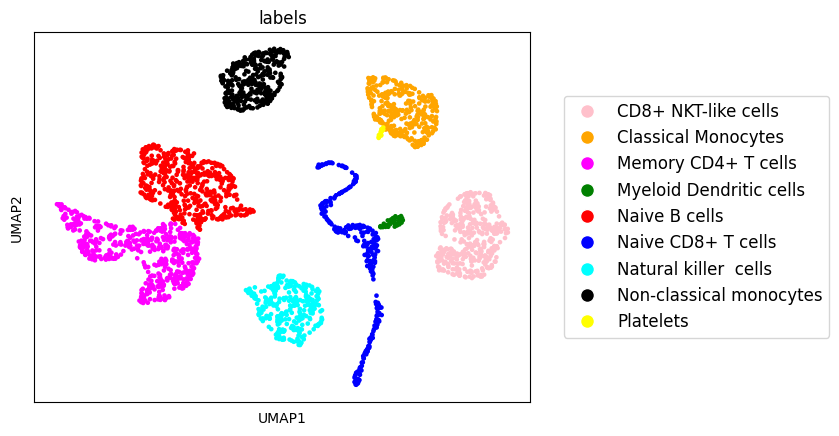 labels
UMAP2
UMAP1
CD8+ NKT-like cells
Classical Monocytes
Memory CD4+ T cells
Myeloid Dendritic cells
Naive B cells
Naive CD8+ T cells
Natural killer  cells
Non-classical monocytes
Platelets